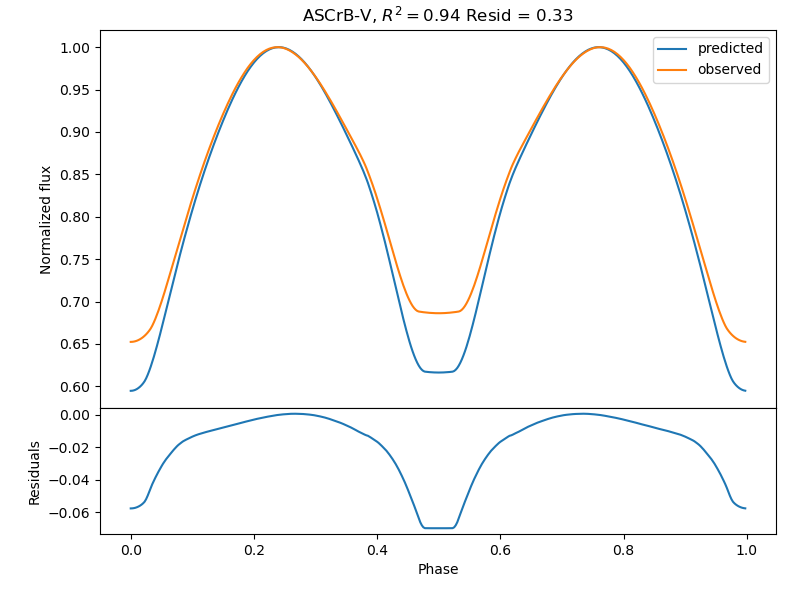 ASCrB-V, R² = 0.94 Resid = 0.33
predicted
observed
Normalized flux
1.00
0.95
0.90
0.85
0.80
0.75
0.70
0.65
0.60
Residuals
0.00
−0.02
−0.04
−0.06
0.0 0.2 0.4 0.6 0.8 1.0
Phase